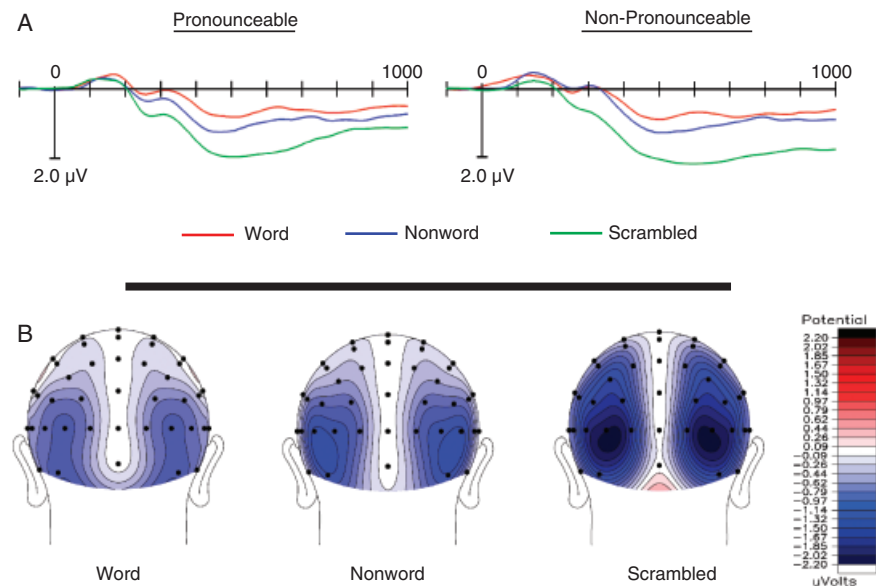 A
Pronounceable
Non-Pronounceable
0
1000
0
1000
2.0 µV
2.0 µV
Word
Nonword
Scrambled
B
Potential
2.20
2.02
1.85
1.67
1.50
1.32
1.14
0.97
0.79
0.62
0.44
0.26
0.09
-0.09
-0.26
-0.44
-0.62
-0.79
-0.97
-1.14
-1.32
-1.50
-1.67
-1.85
-2.02
-2.20
uVolts
Word
Nonword
Scrambled